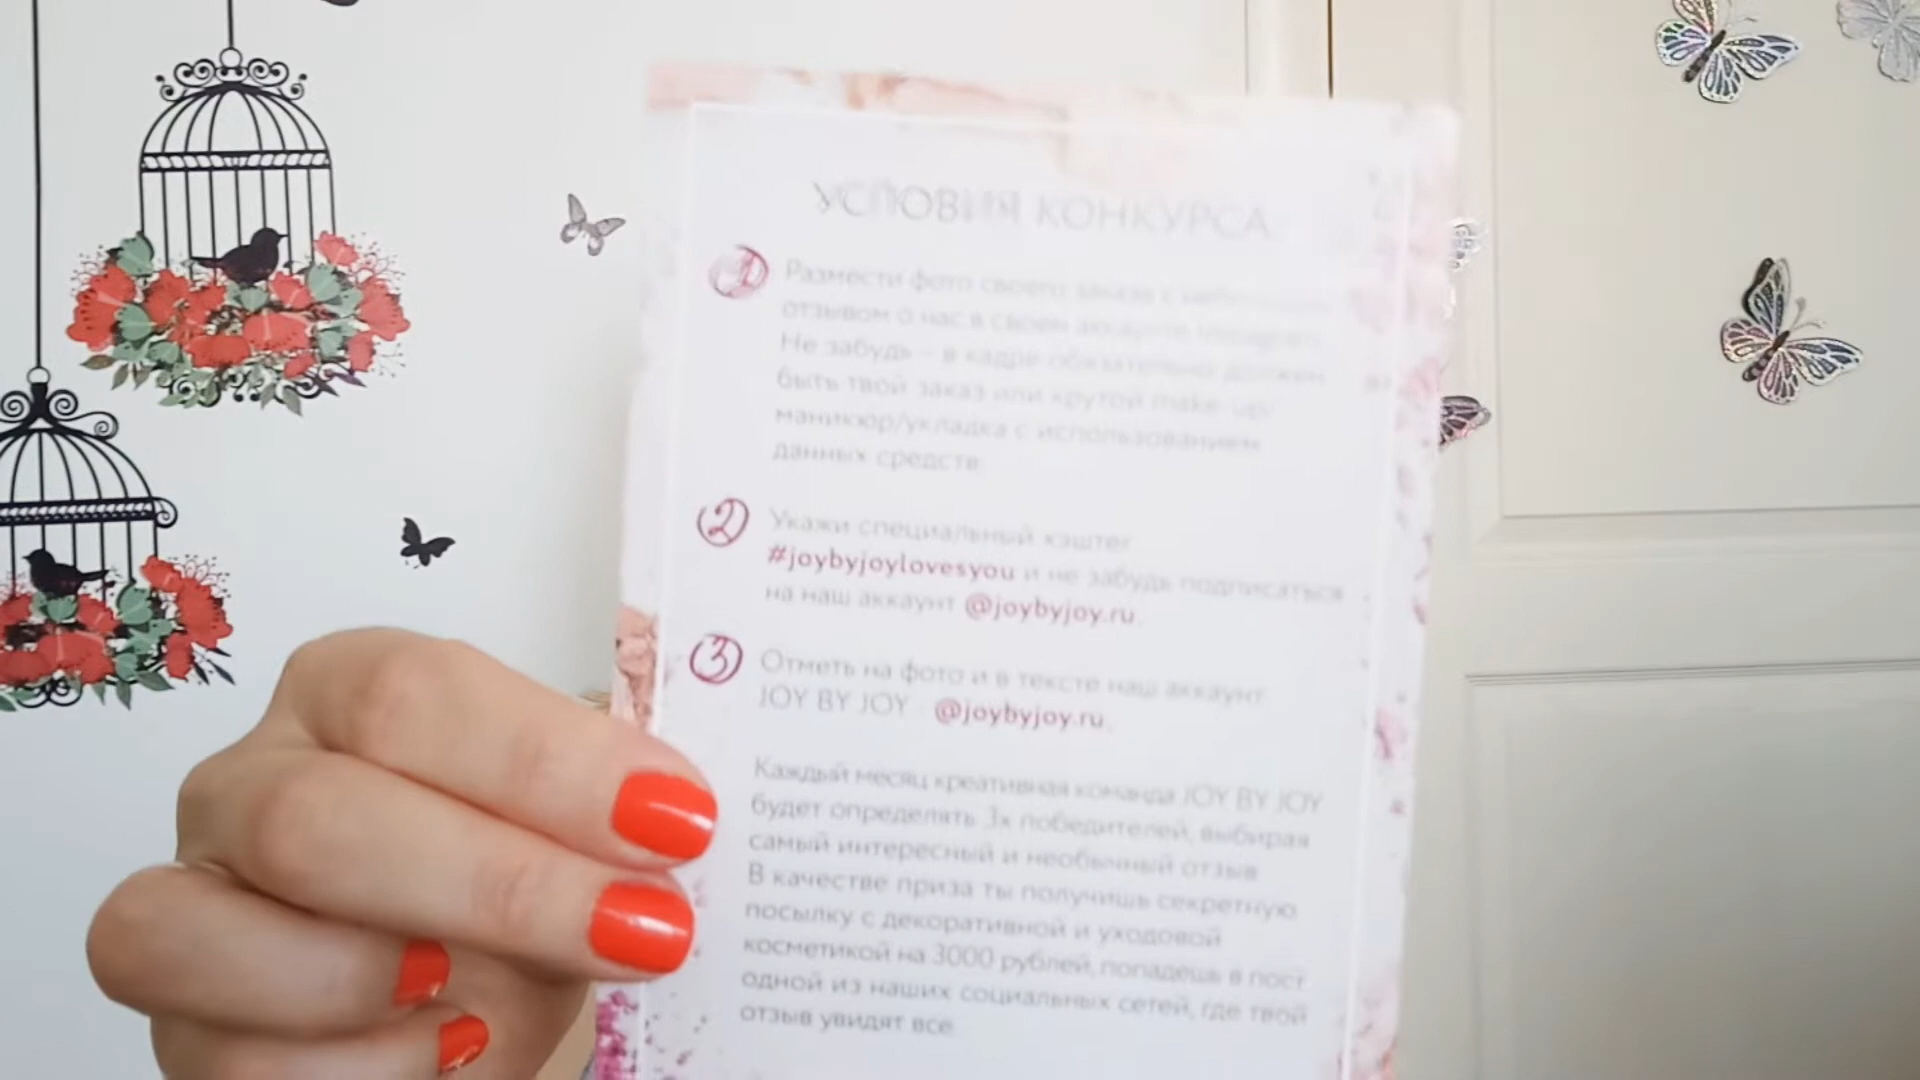 УСЛОВИЯ КОНКУРСА
1 Размести фото своего заказа с небольшим
отзывом о нас в своем аккаунте Instagram.
Не забудь – в кадре обязательно должен
быть твой заказ или крутой make-up/
маникюр/укладка с использованием
данных средств.
2 Укажи специальный хэштег
#joybyjoylovesyou и не забудь подписаться
на наш аккаунт @joybyjoy.ru.
3 Отметь на фото и в тексте наш аккаунт
JOY BY JOY @joybyjoy.ru.
Каждый месяц креативная команда JOY BY JOY
будет определять 3х победителей, выбирая
самый интересный и необычный отзыв
В качестве приза ты получишь секретную
посылку с декоративной и уходовой
косметикой на 3000 рублей, попадешь в пост
одной из наших социальных сетей, где твой
отзыв увидят все